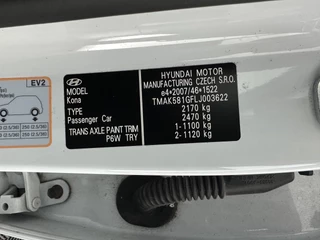 EV2
HYUNDAI
MODEL
Kona
TYPE
Passenger Car
TRANS AXLE PAINT TRIM
P6W TRY
HYUNDAI MOTOR
MANUFACTURING CZECH S.R.O.
e4*2007/46*1522
TMAK581GFLJ003622
2170 kg
2470 kg
1-1100 kg
2-1120 kg